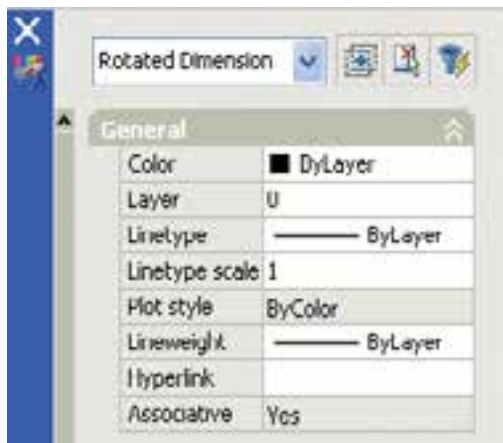 Rotated Dimension
General
Color ByLayer
Layer 0
Linetype ByLayer
Linetype scale 1
Plot style ByColor
Lineweight ByLayer
Hyperlink
Associative Yes